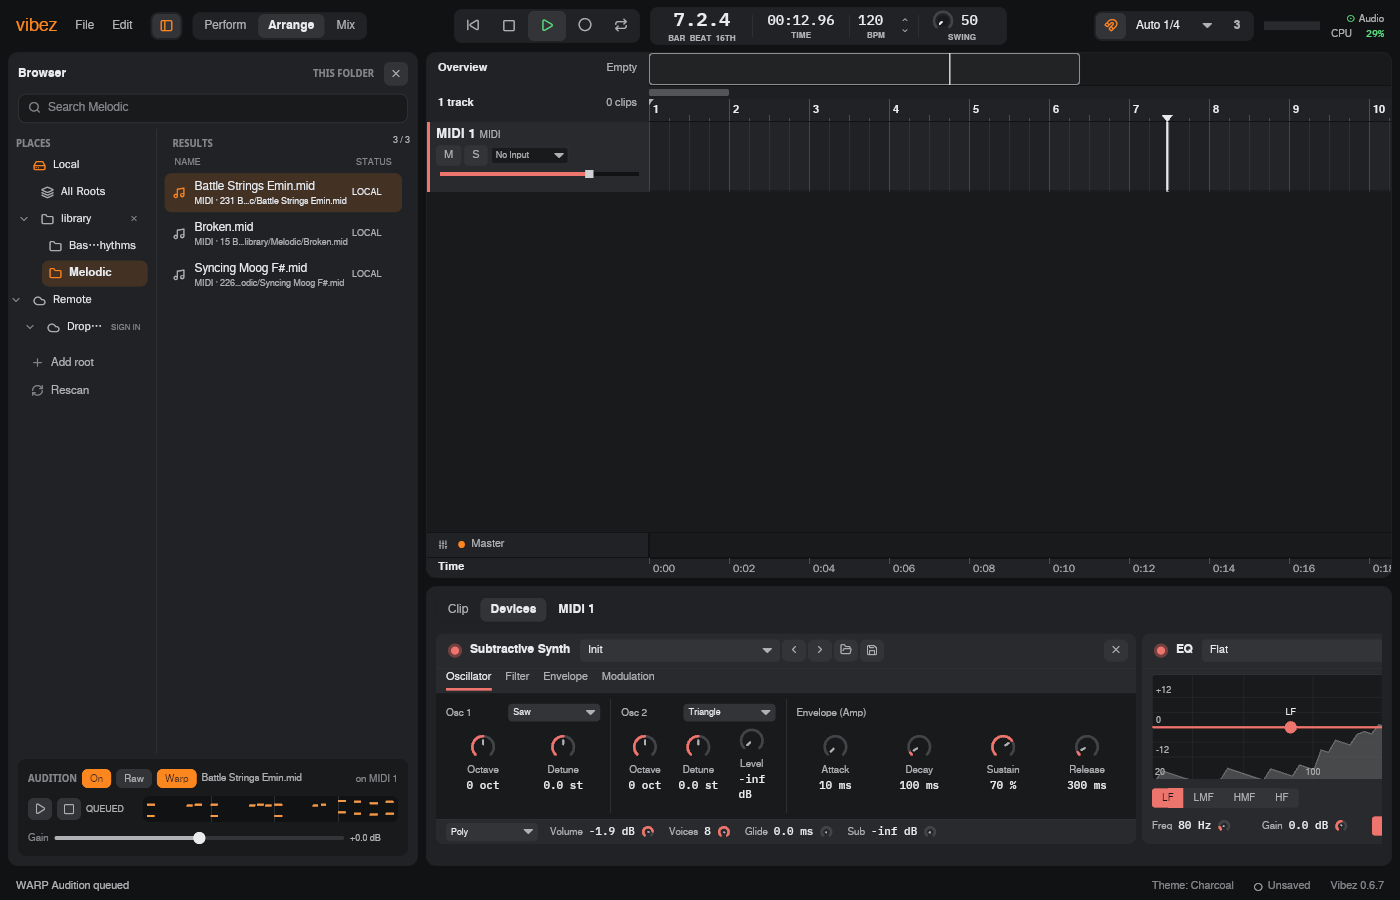 vibez File Edit Perform Arrange Mix
7.2.4 00:12.96 120 50
BAR BEAT 16TH TIME BPM SWING
Auto 1/4 3
Audio
CPU 29%
Browser THIS FOLDER
Search Melodic
PLACES
Local
All Roots
library
Bas···hythms
Melodic
Remote
Drop··· SIGN IN
Add root
Rescan
RESULTS 3 / 3
NAME STATUS
Battle Strings Emin.mid LOCAL
MIDI · 231 B...c/Battle Strings Emin.mid
Broken.mid LOCAL
MIDI · 15 B...library/Melodic/Broken.mid
Syncing Moog F#.mid LOCAL
MIDI · 226...odic/Syncing Moog F#.mid
AUDITION On Raw Warp Battle Strings Emin.mid on MIDI 1
QUEUED
Gain +0.0 dB
Overview Empty
1 track 0 clips
1 2 3 4 5 6 7 8 9 10
MIDI 1 MIDI
M S No Input
Master
Time 0:00 0:02 0:04 0:06 0:08 0:10 0:12 0:14 0:16 0:18
Clip Devices MIDI 1
Subtractive Synth Init
Oscillator Filter Envelope Modulation
Osc 1 Saw Osc 2 Triangle Envelope (Amp)
Octave Detune Octave Detune Level Attack Decay Sustain Release
0 oct 0.0 st 0 oct 0.0 st -inf dB 10 ms 100 ms 70 % 300 ms
Poly Volume -1.9 dB Voices 8 Glide 0.0 ms Sub -inf dB
EQ Flat
+12
LF
0
-12
20 100
LF LMF HMF HF
Freq 80 Hz Gain 0.0 dB
WARP Audition queued
Theme: Charcoal Unsaved Vibez 0.6.7